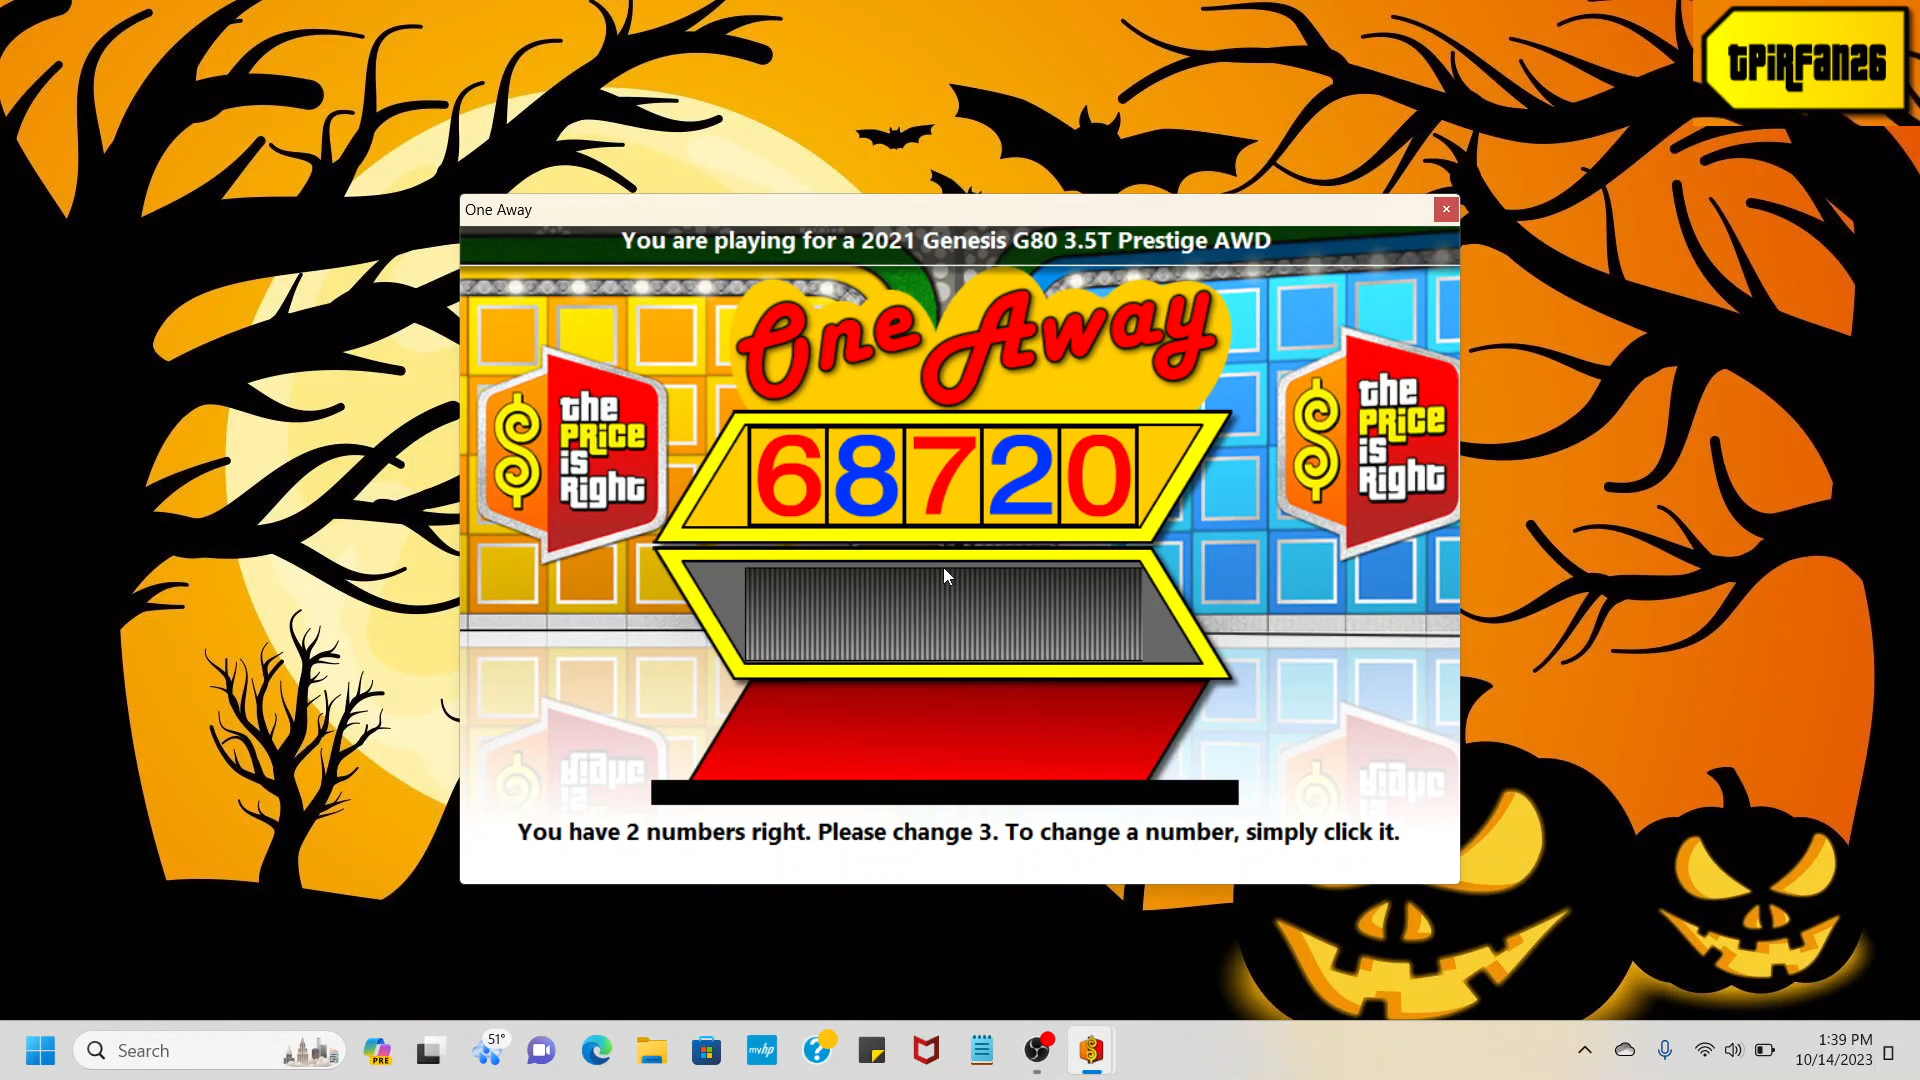 tPiRFan26
One Away
You are playing for a 2021 Genesis G80 3.5T Prestige AWD
One Away
the
PRiCe
is
Right
the
PRiCe
is
Right
68720
You have 2 numbers right. Please change 3. To change a number, simply click it.
Search
PRE
51°
myhp
1:39 PM
10/14/2023